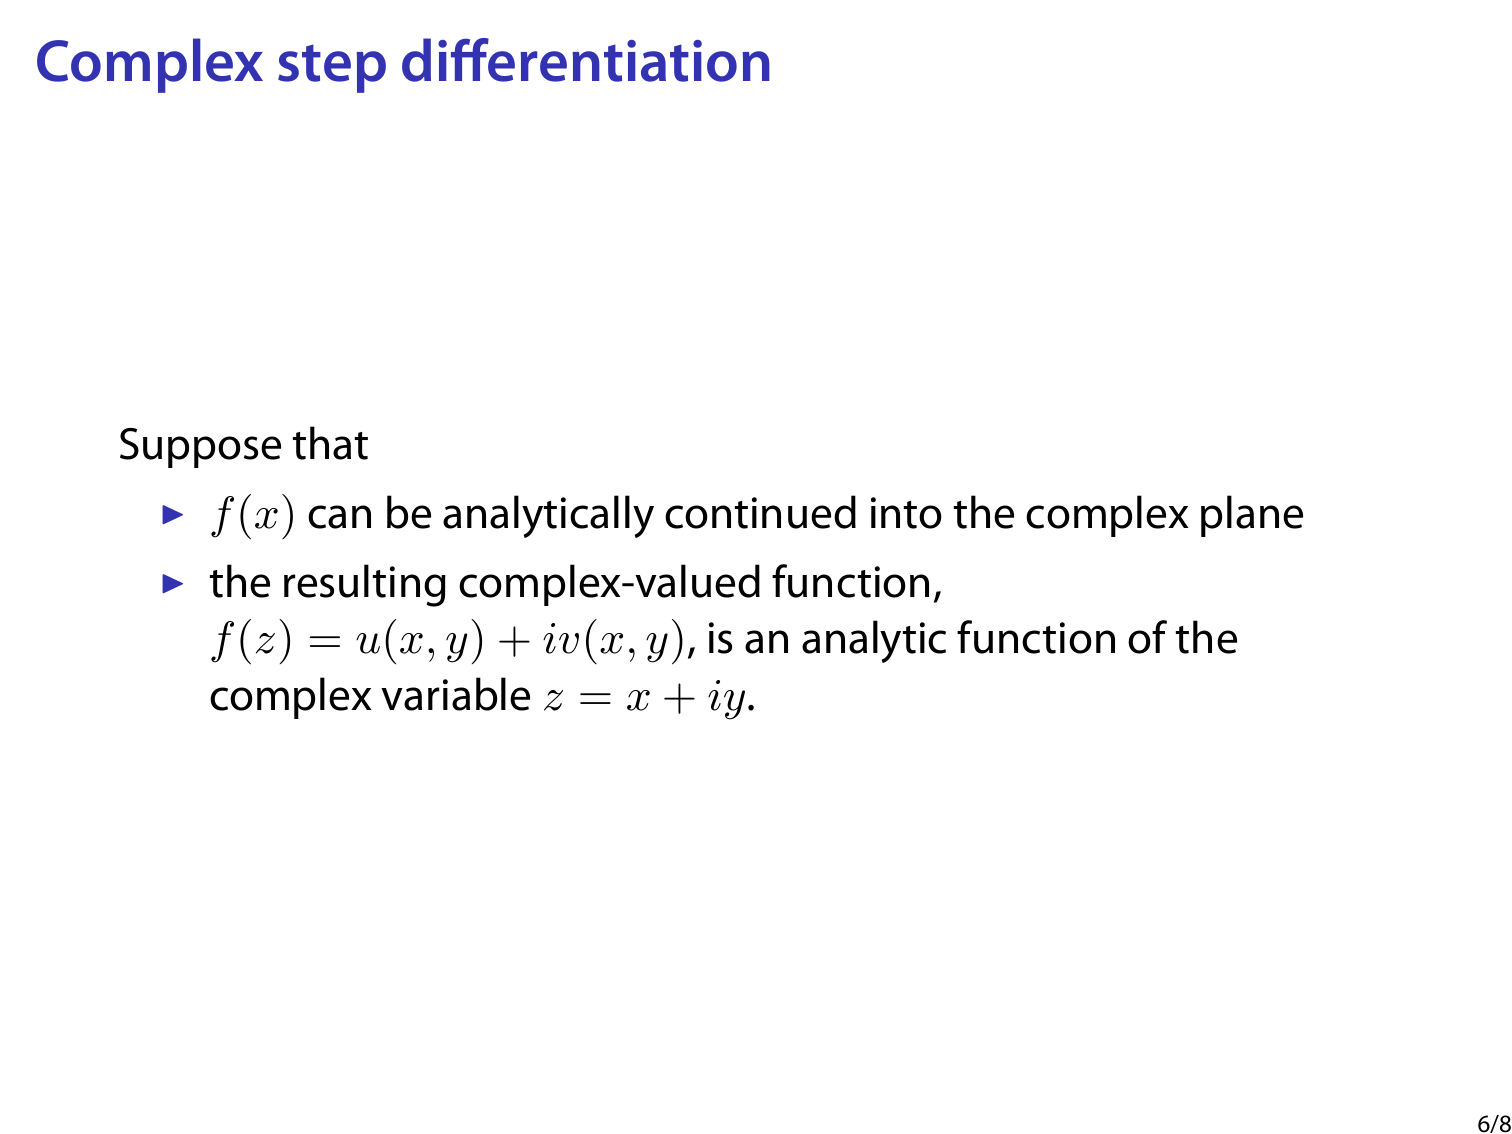 Complex step differentiation
Suppose that
▶ f(x) can be analytically continued into the complex plane
▶ the resulting complex-valued function,
f(z) = u(x, y) + iv(x, y), is an analytic function of the
complex variable z = x + iy.
6/8